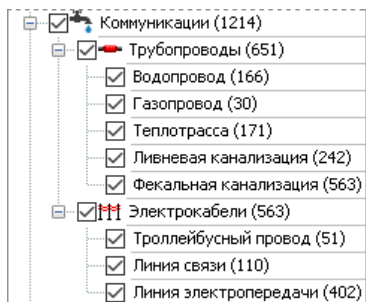 Коммуникации (1214)
Трубопроводы (651)
Водопровод (166)
Газопровод (30)
Теплотрасса (171)
Ливневая канализация (242)
Фекальная канализация (563)
Электрокабели (563)
Троллейбусный провод (51)
Линия связи (110)
Линия электропередачи (402)